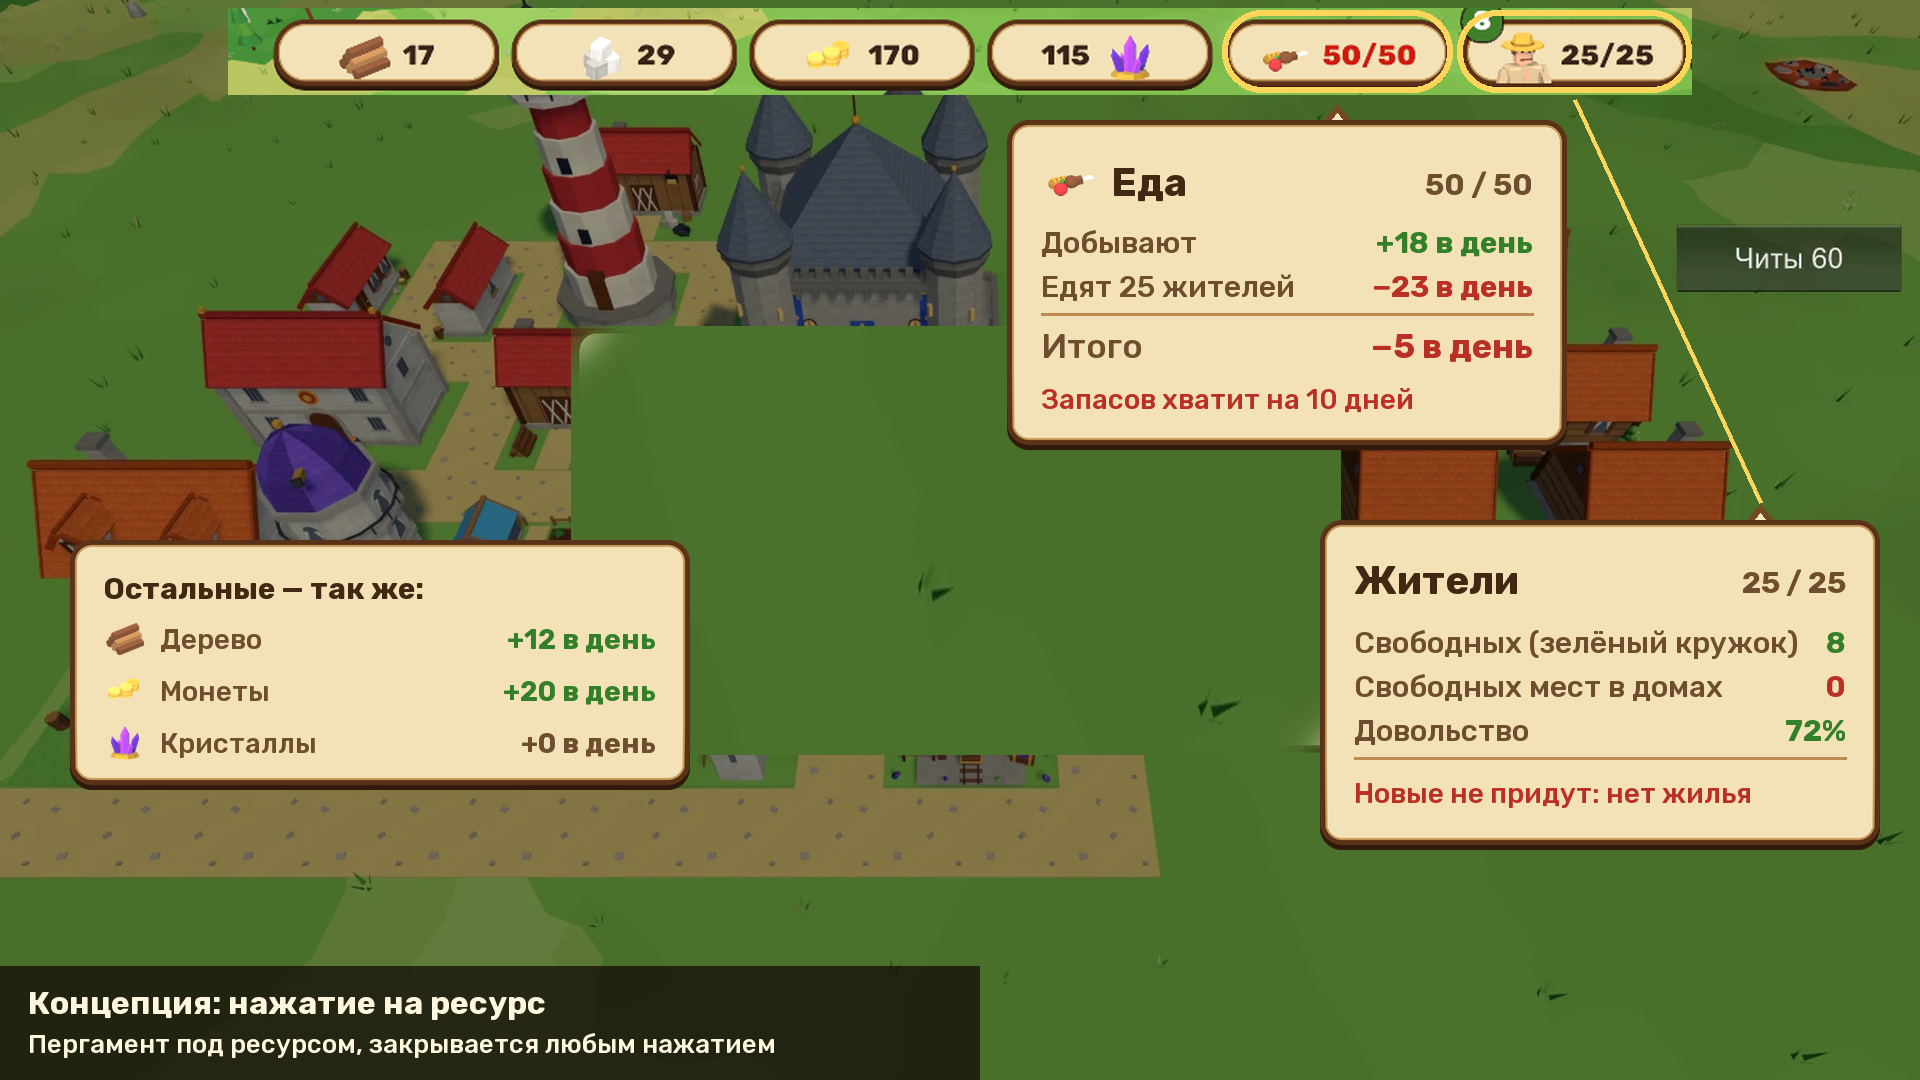 17
29
170
115
50/50
8
25/25
Еда
50 / 50
Добывают
+18 в день
Едят 25 жителей
−23 в день
Итого
−5 в день
Запасов хватит на 10 дней
Читы 60
Остальные — так же:
Дерево
+12 в день
Монеты
+20 в день
Кристаллы
+0 в день
Жители
25 / 25
Свободных (зелёный кружок)
8
Свободных мест в домах
0
Довольство
72%
Новые не придут: нет жилья
Концепция: нажатие на ресурс
Пергамент под ресурсом, закрывается любым нажатием